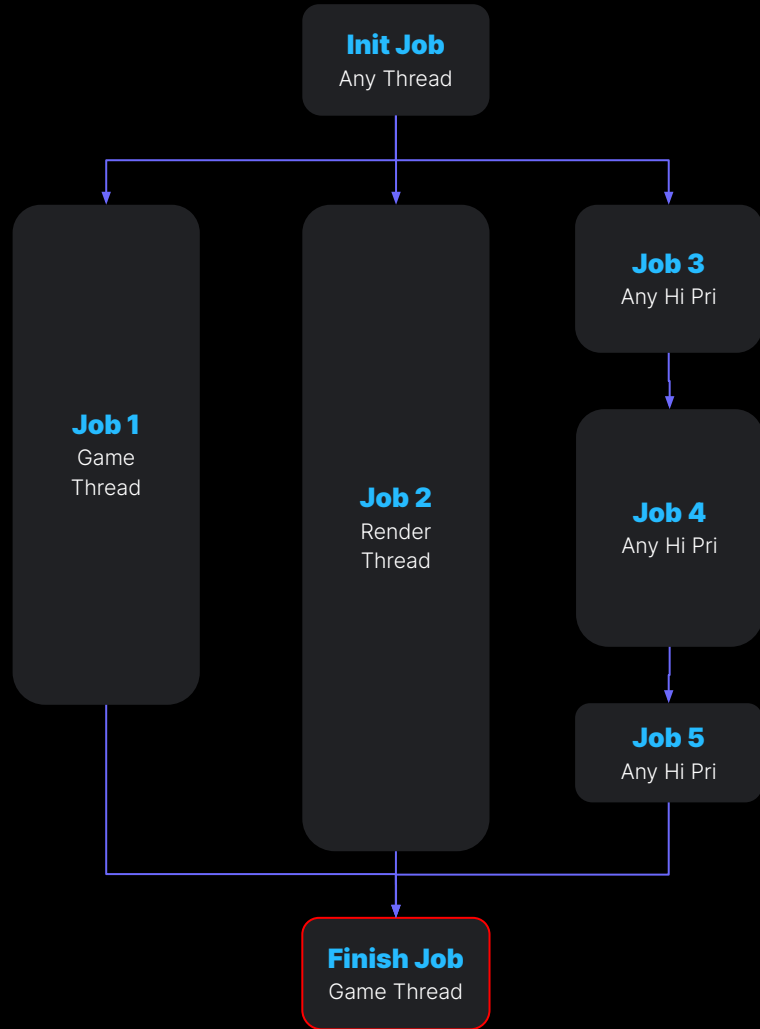 Init Job
Any Thread
Job 1
Game
Thread
Job 2
Render
Thread
Job 3
Any Hi Pri
Job 4
Any Hi Pri
Job 5
Any Hi Pri
Finish Job
Game Thread